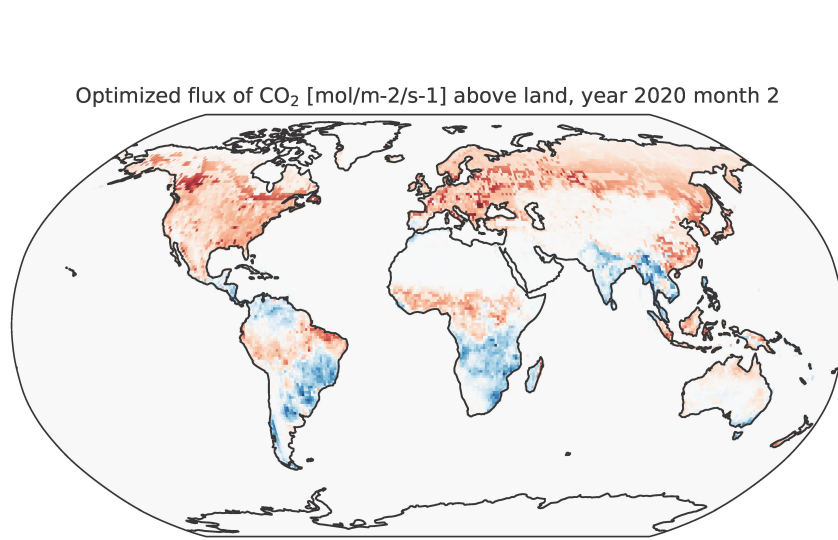 Optimized flux of CO₂ [mol/m-2/s-1] above land, year 2020 month 2